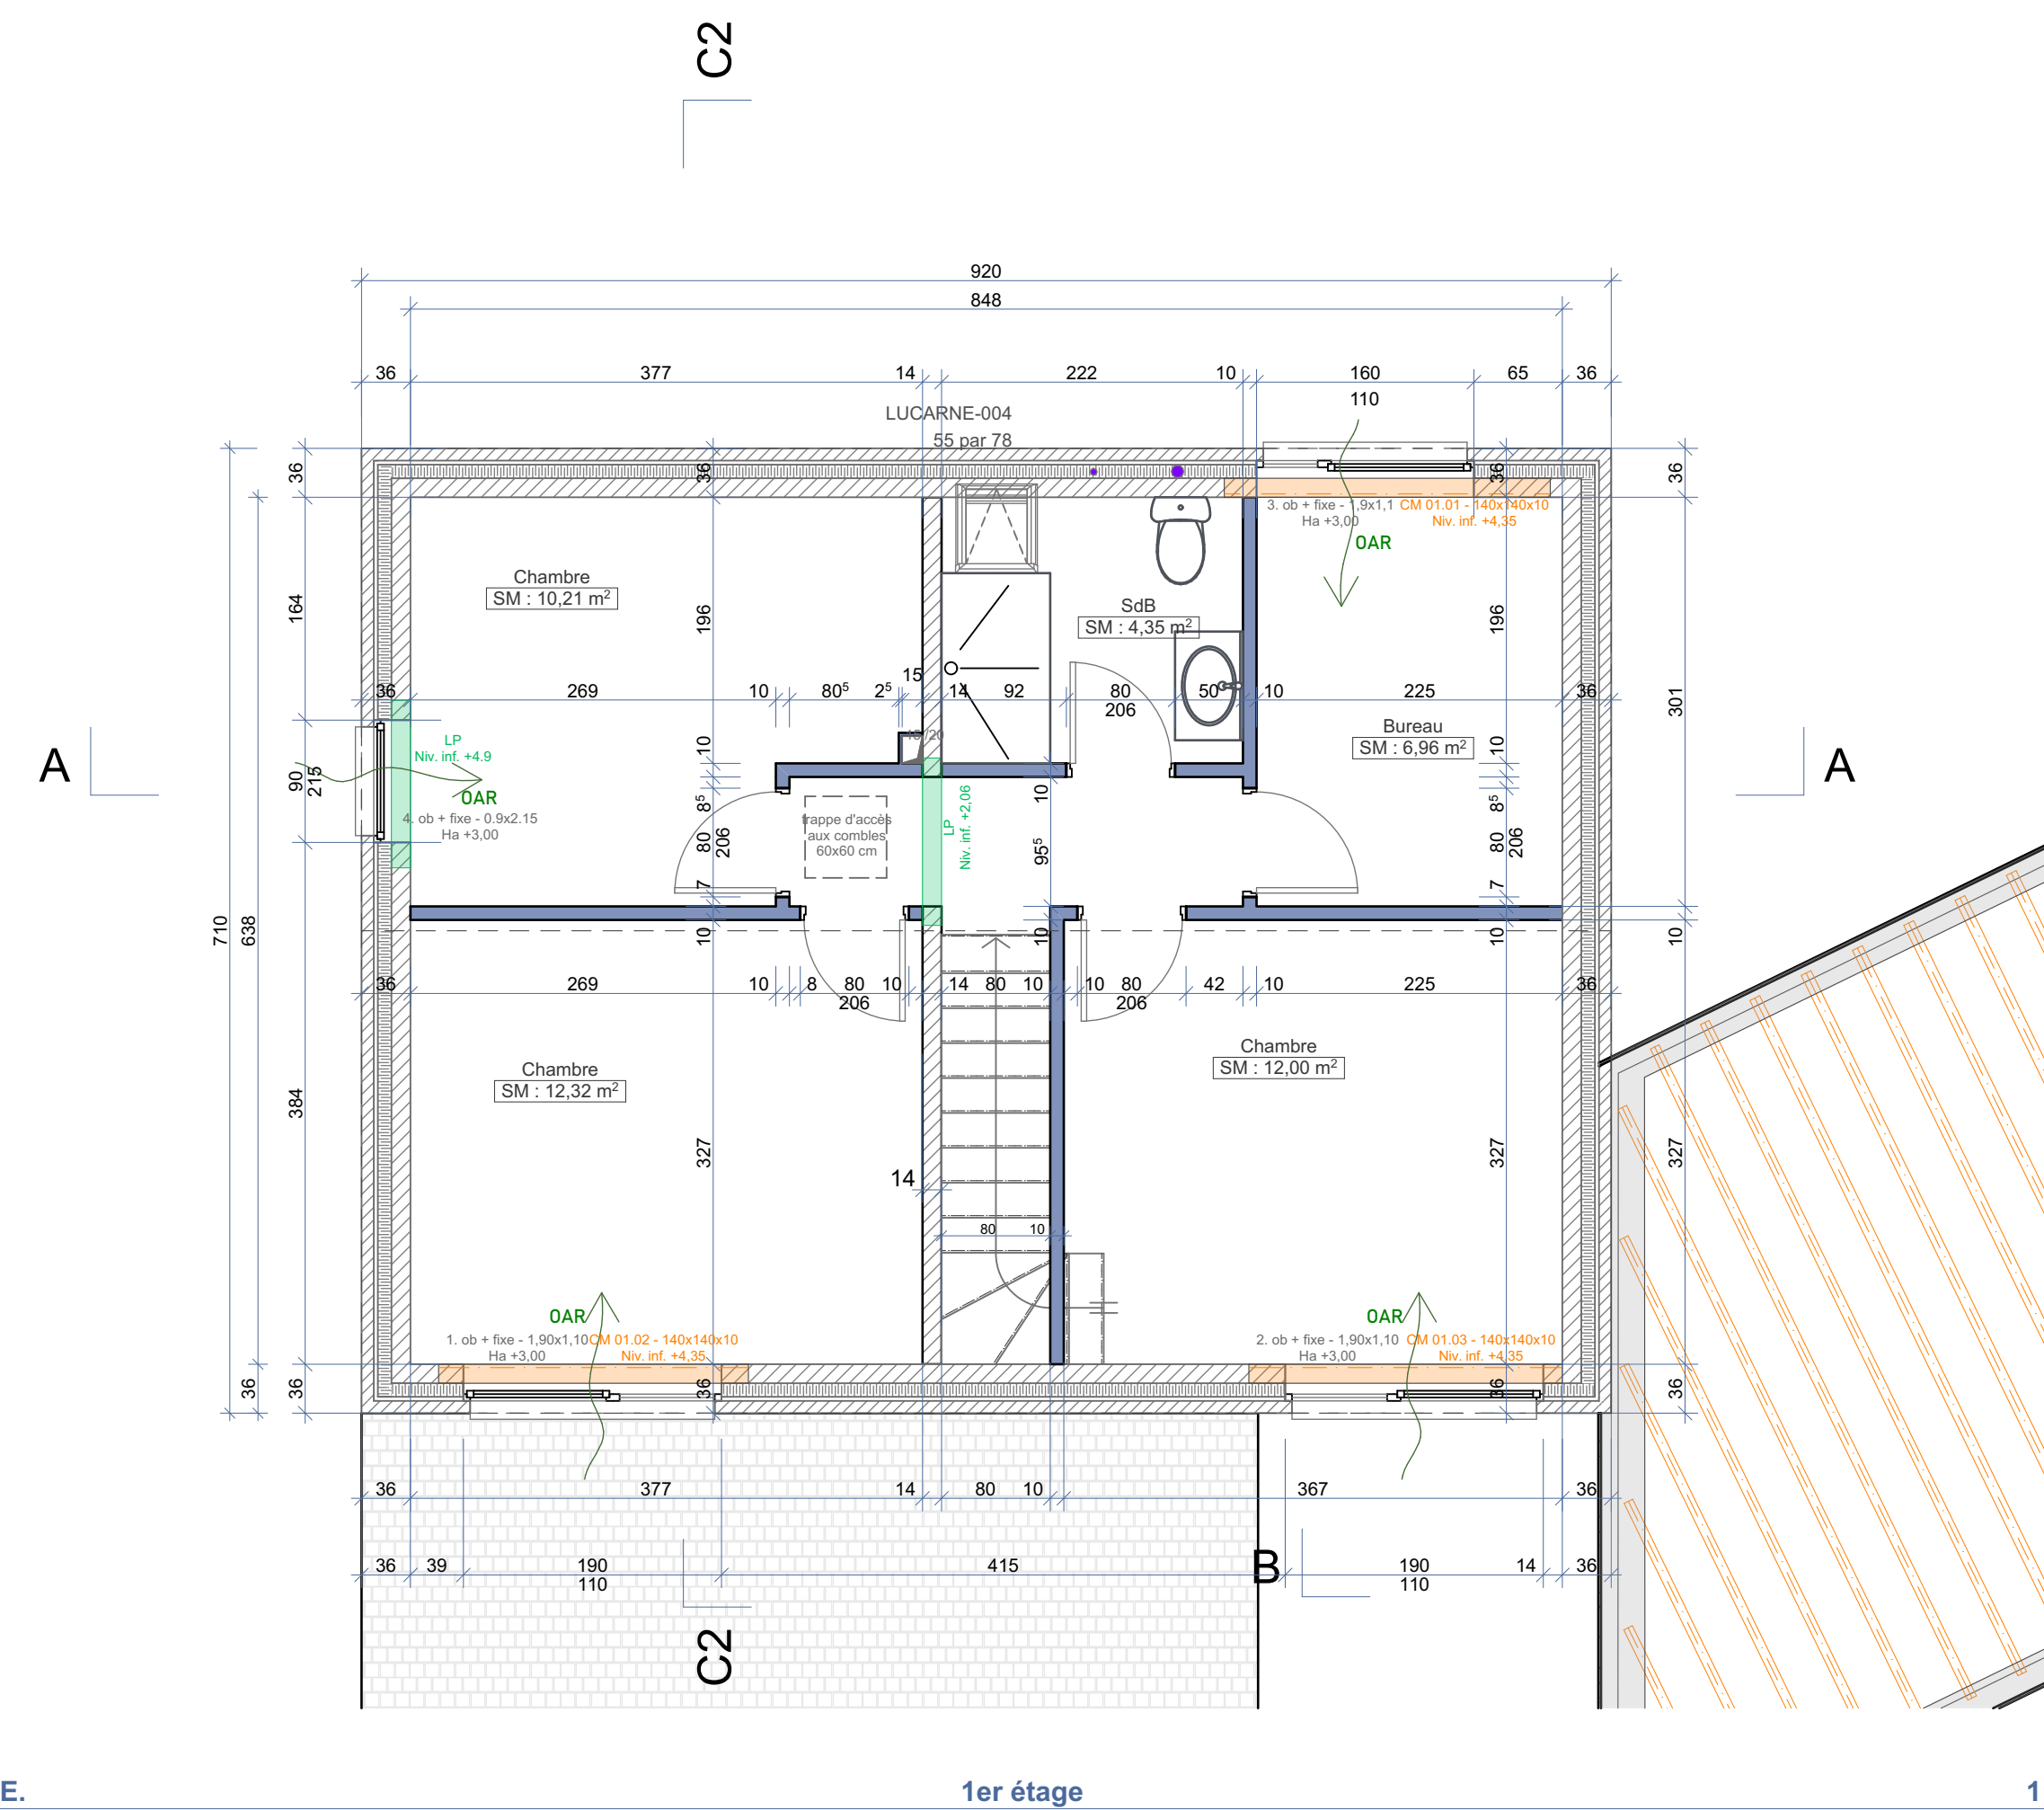 C2
920
848
36 377 14 222 10 160 65 36
110
LUCARNE-004
55 par 78
36 36 36 36
3. ob + fixe - 1,9x1,1 CM 01.01 - 140x140x10
Ha +3,00 Niv. inf. +4,35
OAR
Chambre
SM : 10,21 m²
SdB
SM : 4,35 m²
164 196 196
15
36 269 10 80⁵ 2⁵ 14 92 80 50 10 225 36
206
301
Bureau
SM : 6,96 m²
LP
Niv. inf. +4.9
OAR
4. ob + fixe - 0.9x2.15
Ha +3,00
A
A
90
215
10 10 10
8⁵ 8⁵
80 80
206 206
95⁵
7 7
trappe d'accès
aux combles
60x60 cm
LP
Niv. inf. +2,06
710
638
10 10 10 10
36 269 10 8 80 10 14 80 10 10 80 42 10 225 36
206 206
Chambre
SM : 12,32 m²
Chambre
SM : 12,00 m²
384 327 327 327
14
80 10
OAR
1. ob + fixe - 1,90x1,10 CM 01.02 - 140x140x10
Ha +3,00 Niv. inf. +4,35
OAR
2. ob + fixe - 1,90x1,10 CM 01.03 - 140x140x10
Ha +3,00 Niv. inf. +4,35
36 36 36 36 36
36 377 14 80 10 367 36
36 39 190 415 190 14 36
110 110
B
C2
E. 1er étage 1